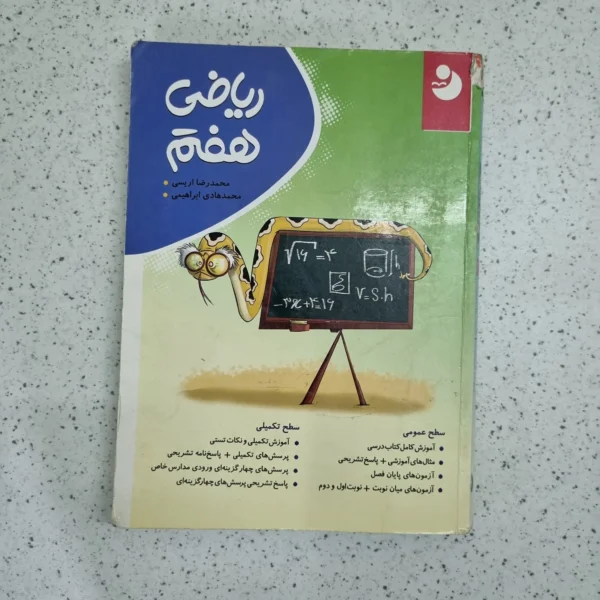 ریاضی
هفتم
محمدرضا اریسی
محمدهادی ابراهیمی
√۱۶ =۴
h
V=S.h
-۳x+۴=۱۶
سطح عمومی
آموزش کامل کتاب درسی
مثال‌های آموزشی + پاسخ تشریحی
آزمون‌های پایان فصل
آزمون‌های میان نوبت + نوبت اول و دوم
سطح تکمیلی
آموزش تکمیلی و نکات تستی
پرسش‌های تکمیلی + پاسخ‌نامه تشریحی
پرسش‌های چهارگزینه‌ای ورودی مدارس خاص
پاسخ تشریحی پرسش‌های چهارگزینه‌ای